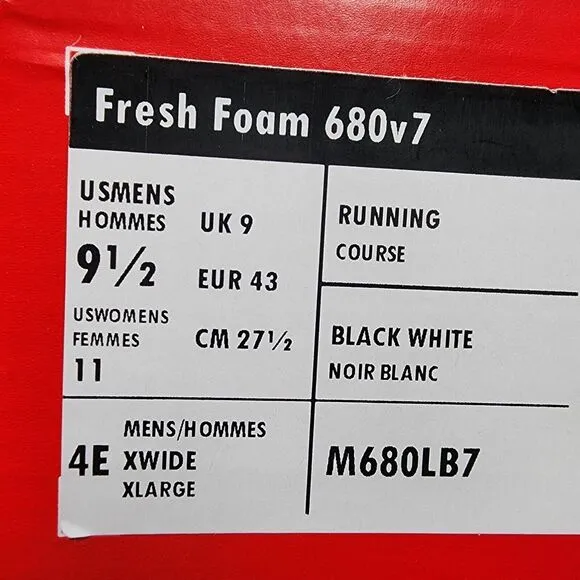 Fresh Foam 680v7
USMENS
HOMMES
9½
UK 9
EUR 43
CM 27½
USWOMENS
FEMMES
11
RUNNING
COURSE
BLACK WHITE
NOIR BLANC
4E
MENS/HOMMES
XWIDE
XLARGE
M680LB7